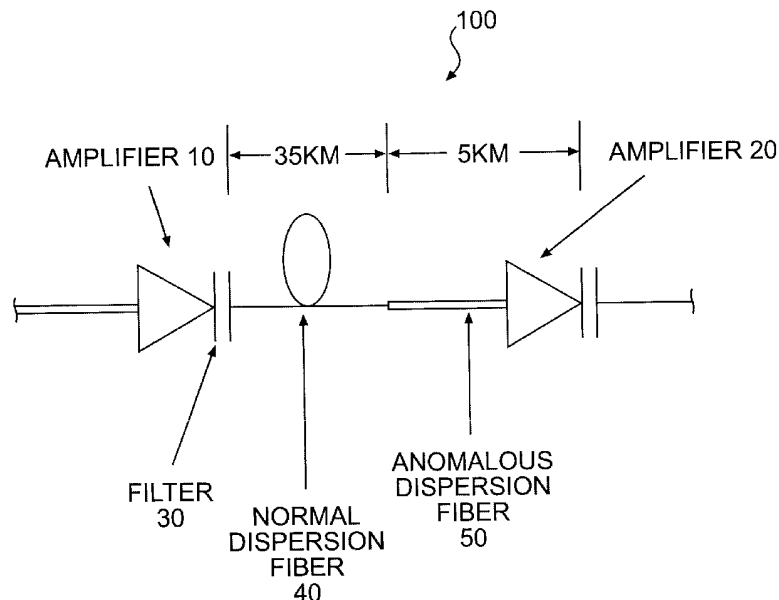 100
AMPLIFIER 10
35KM
5KM
AMPLIFIER 20
FILTER
30
NORMAL
DISPERSION
FIBER
40
ANOMALOUS
DISPERSION
FIBER
50